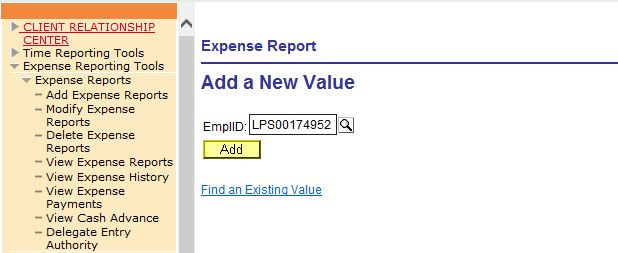 CLIENT RELATIONSHIP
CENTER
Time Reporting Tools
Expense Reporting Tools
Expense Reports
Add Expense Reports
Modify Expense
Reports
Delete Expense
Reports
View Expense Reports
View Expense History
View Expense
Payments
View Cash Advance
Delegate Entry
Authority
Expense Report
Add a New Value
EmplID: LPS00174952
Add
Find an Existing Value